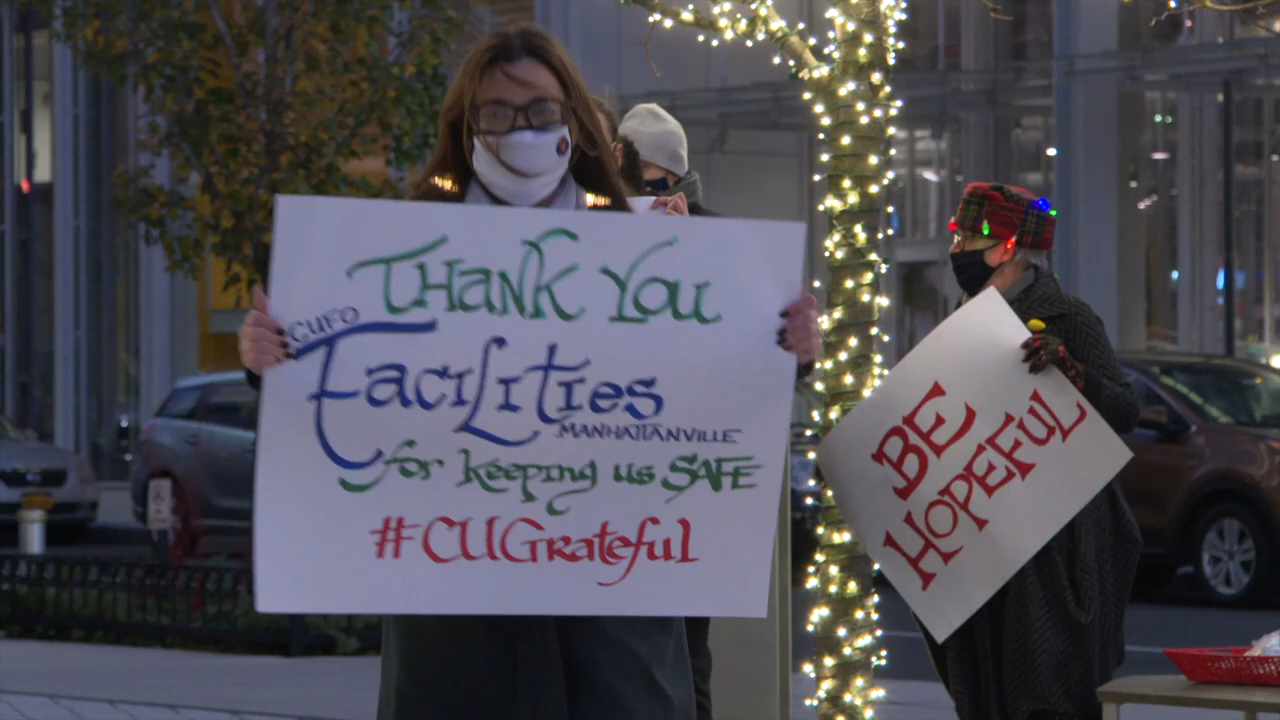 Thank You
CUFO
Facilities
MANHATTANVILLE
for keeping us SAFE
#CUGrateful
BE
HOPEFUL